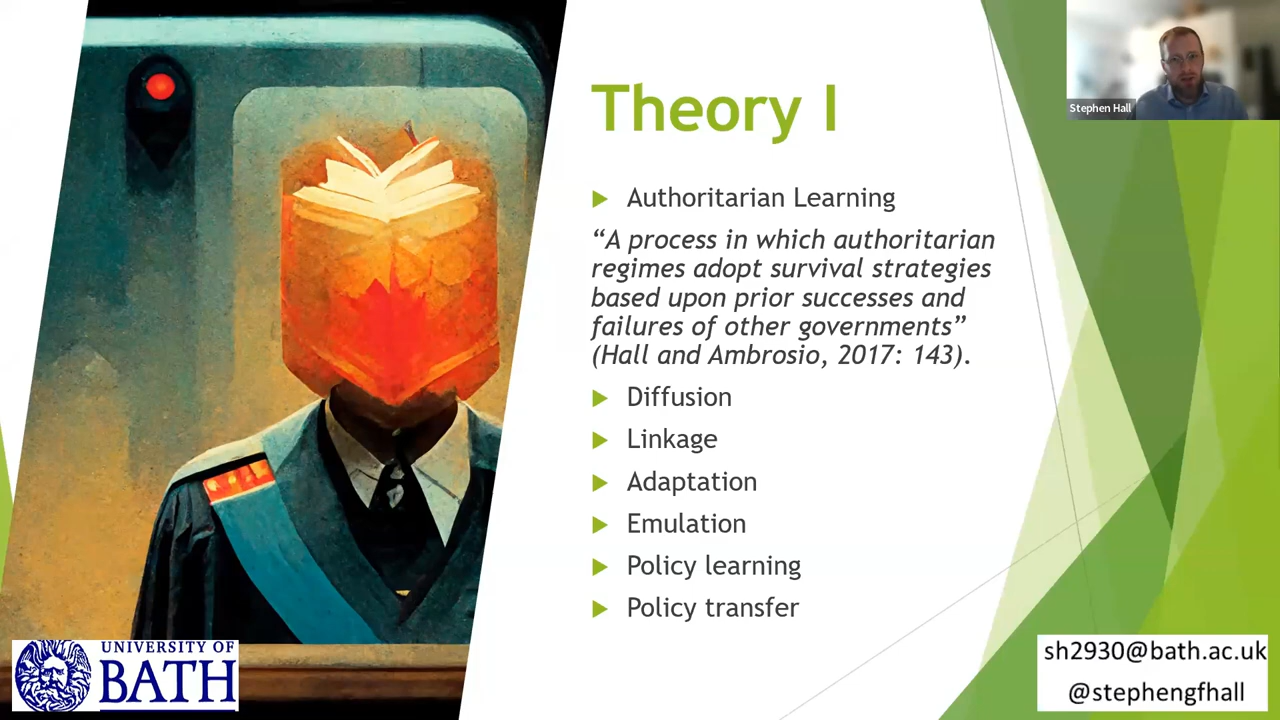 Stephen Hall
Theory I
Authoritarian Learning
“A process in which authoritarian
regimes adopt survival strategies
based upon prior successes and
failures of other governments”
(Hall and Ambrosio, 2017: 143).
Diffusion
Linkage
Adaptation
Emulation
Policy learning
Policy transfer
UNIVERSITY OF
BATH
sh2930@bath.ac.uk
@stephengfhall